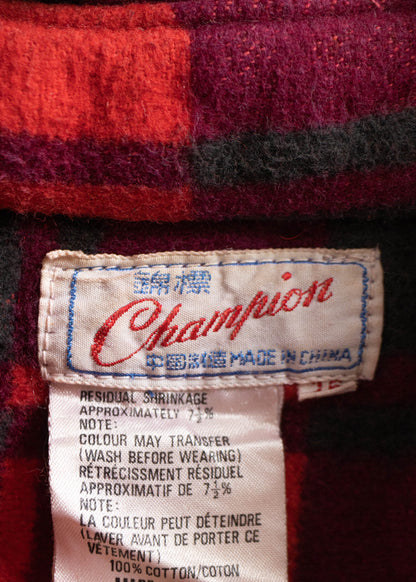 錦標
Champion
中國製造 MADE IN CHINA
RESIDUAL SHRINKAGE
APPROXIMATELY 7½%
NOTE:
COLOUR MAY TRANSFER
(WASH BEFORE WEARING)
RÉTRÉCISSMENT RÉSIDUEL
APPROXIMATIF DE 7½%
NOTE:
LA COULEUR PEUT DÉTEINDRE
(LAVER AVANT DE PORTER CE
VÊTEMENT)
100% COTTON/COTON